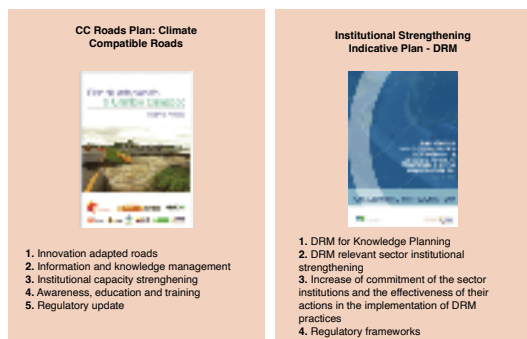 CC Roads Plan: Climate
Compatible Roads
1. Innovation adapted roads
2. Information and knowledge management
3. Institutional capacity strenghening
4. Awareness, education and training
5. Regulatory update
Institutional Strengthening
Indicative Plan - DRM
1. DRM for Knowledge Planning
2. DRM relevant sector institutional
strengthening
3. Increase of commitment of the sector
institutions and the effectiveness of their
actions in the implementation of DRM
practices
4. Regulatory frameworks